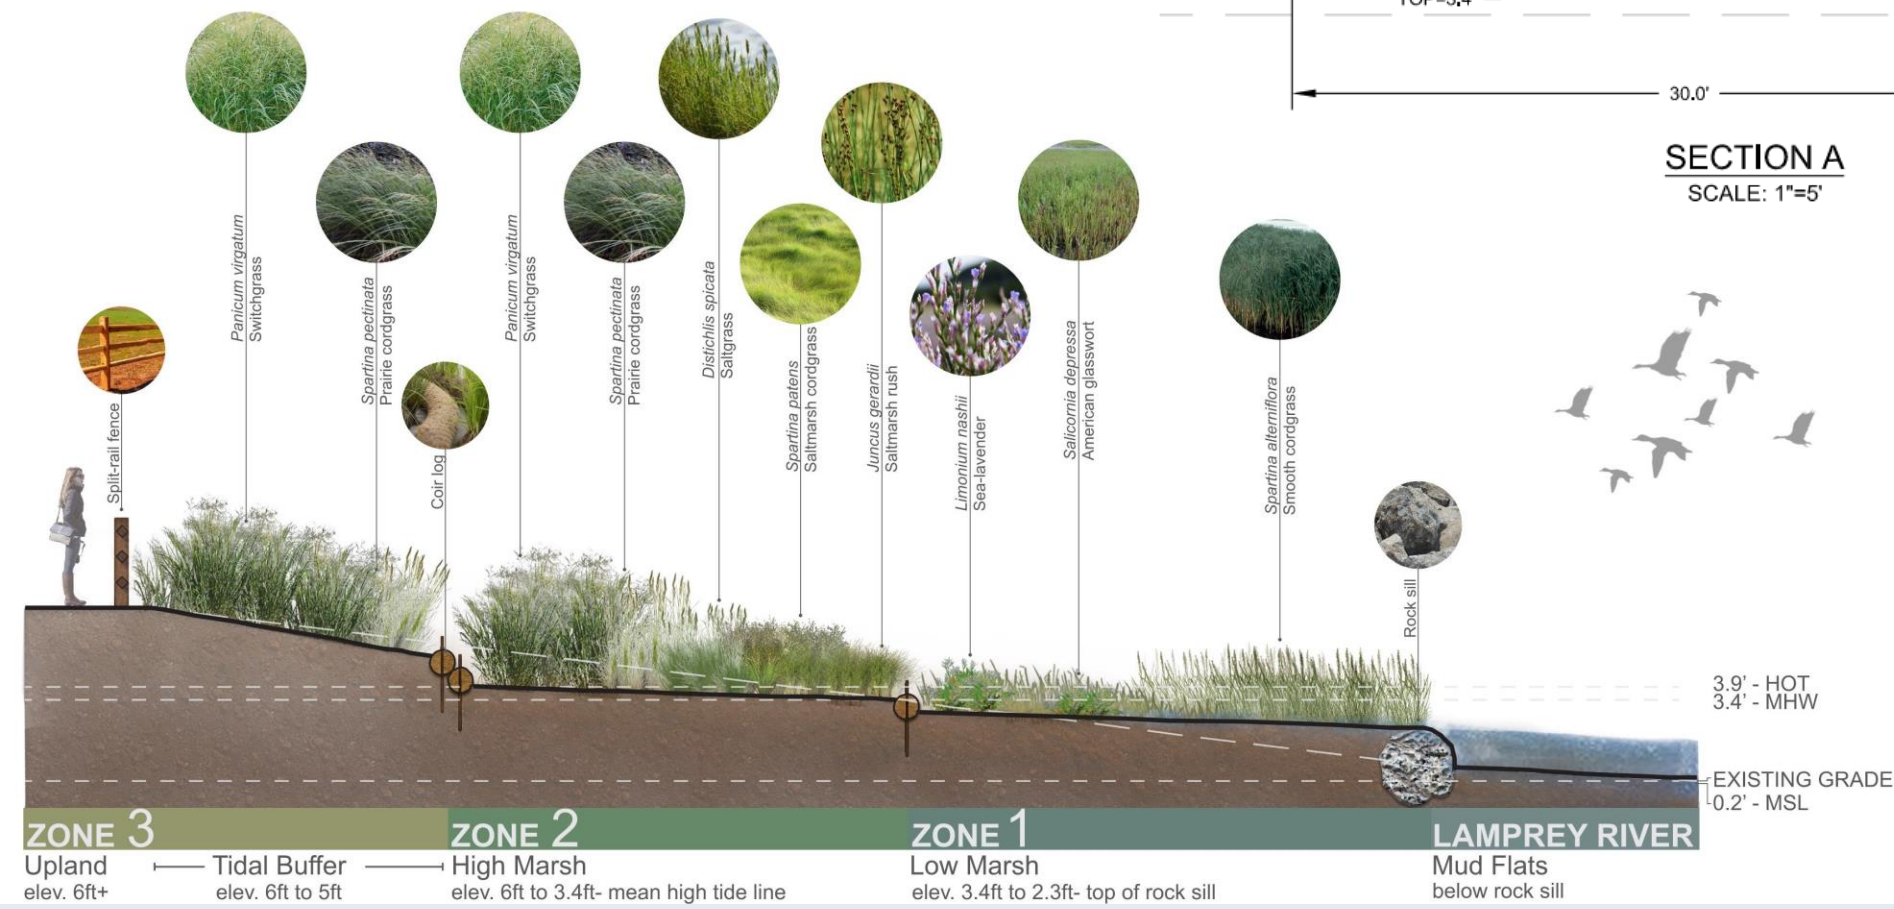 TOP=3.4'
30.0'
SECTION A
SCALE: 1"=5'
Panicum virgatum
Switchgrass
Panicum virgatum
Switchgrass
Spartina pectinata
Prairie cordgrass
Spartina pectinata
Prairie cordgrass
Distichlis spicata
Saltgrass
Spartina patens
Saltmarsh cordgrass
Juncus gerardii
Saltmarsh rush
Limonium nashii
Sea-lavender
Salicornia depressa
American glasswort
Spartina alterniflora
Smooth cordgrass
Split-rail fence
Coir log
Rock sill
3.9' - HOT
3.4' - MHW
EXISTING GRADE
0.2' - MSL
ZONE 3
ZONE 2
ZONE 1
LAMPREY RIVER
Upland
Tidal Buffer
High Marsh
Low Marsh
Mud Flats
elev. 6ft+
elev. 6ft to 5ft
elev. 6ft to 3.4ft- mean high tide line
elev. 3.4ft to 2.3ft- top of rock sill
below rock sill